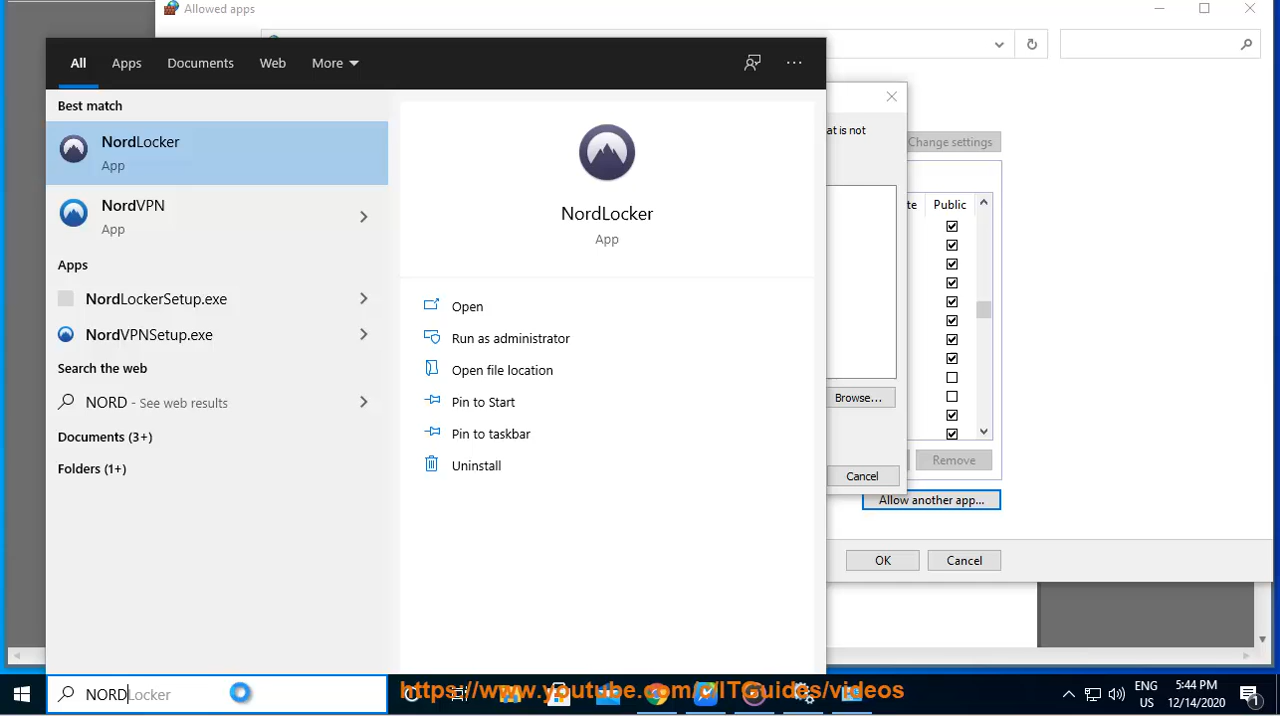 Allowed apps
All Apps Documents Web More
Best match
NordLocker
App
NordVPN
App
Apps
NordLockerSetup.exe
NordVPNSetup.exe
Search the web
NORD - See web results
Documents (3+)
Folders (1+)
NordLocker
App
Open
Run as administrator
Open file location
Pin to Start
Pin to taskbar
Uninstall
at is not
Change settings
te Public
Browse...
Remove
Cancel
Allow another app...
OK Cancel
NORDLocker
https://www.youtube.com/c/ITGuides/videos
ENG
US
5:44 PM
12/14/2020
1